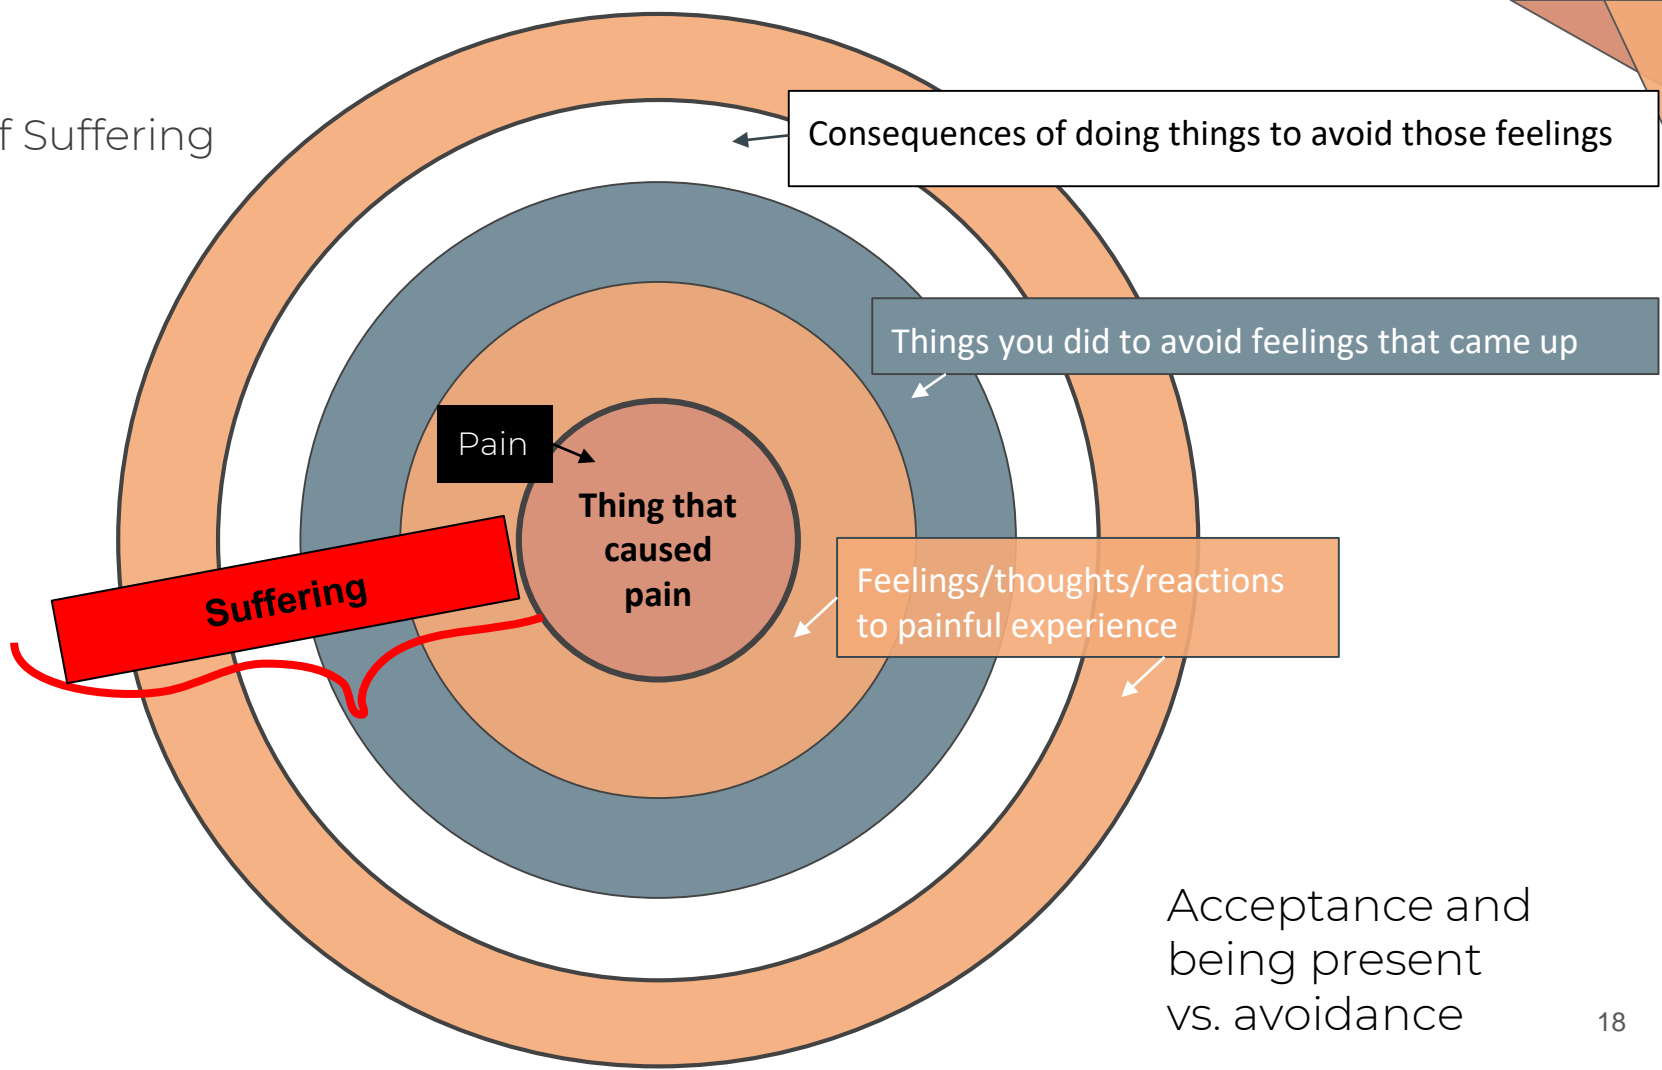 f Suffering
Consequences of doing things to avoid those feelings
Things you did to avoid feelings that came up
Pain
Thing that
caused
pain
Suffering
Feelings/thoughts/reactions
to painful experience
Acceptance and
being present
vs. avoidance
18